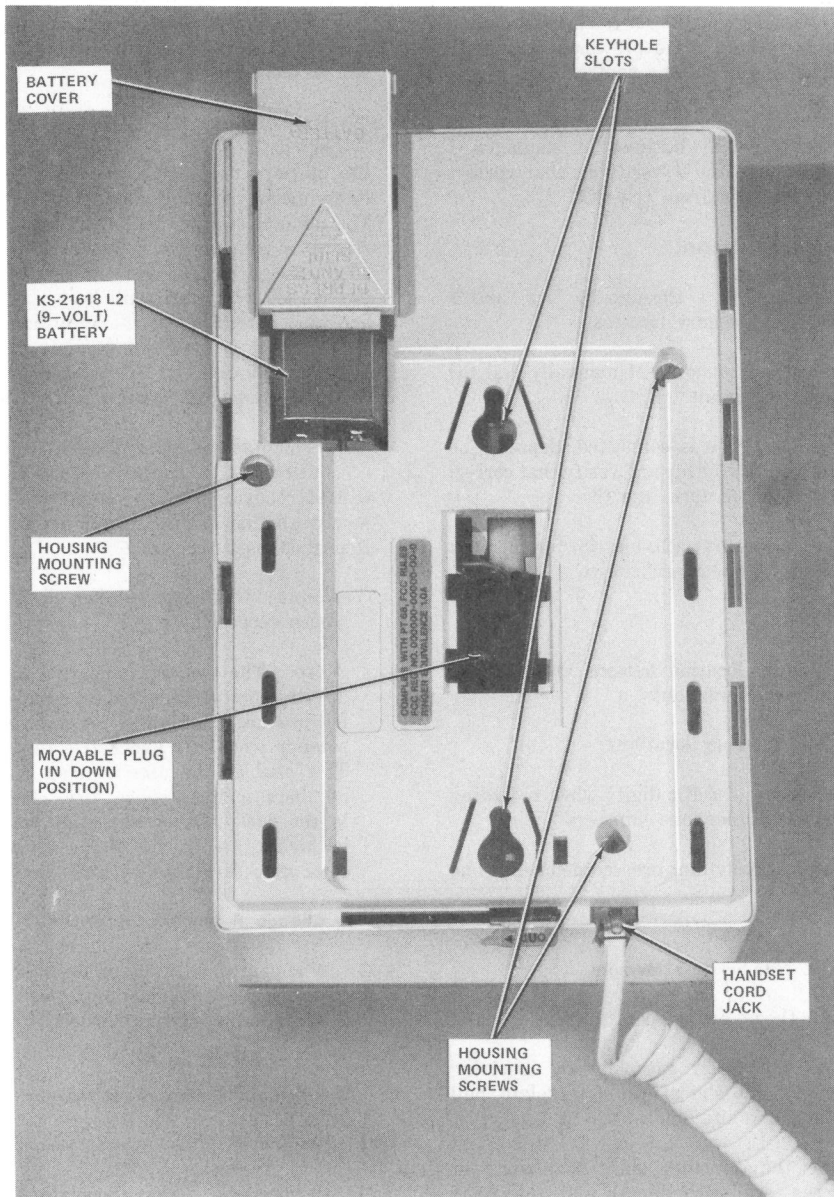 KEYHOLE
SLOTS
BATTERY
COVER
KS-21618 L2
(9—VOLT)
BATTERY
HOUSING
MOUNTING
SCREW
COMPLIES WITH PT 68, FCC RULES
FCC REG. NO. 000000-00000-00-0
RINGER EQUIVALENCE 1.0A
MOVABLE PLUG
(IN DOWN
POSITION)
HANDSET
CORD
JACK
HOUSING
MOUNTING
SCREWS